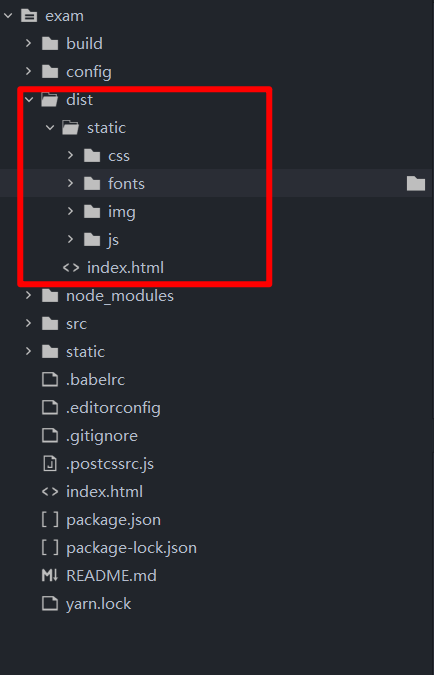 exam
build
config
dist
static
css
fonts
img
js
<> index.html
node_modules
src
static
.babelrc
.editorconfig
.gitignore
.postcssrc.js
<> index.html
[ ] package.json
[ ] package-lock.json
M↓ README.md
yarn.lock